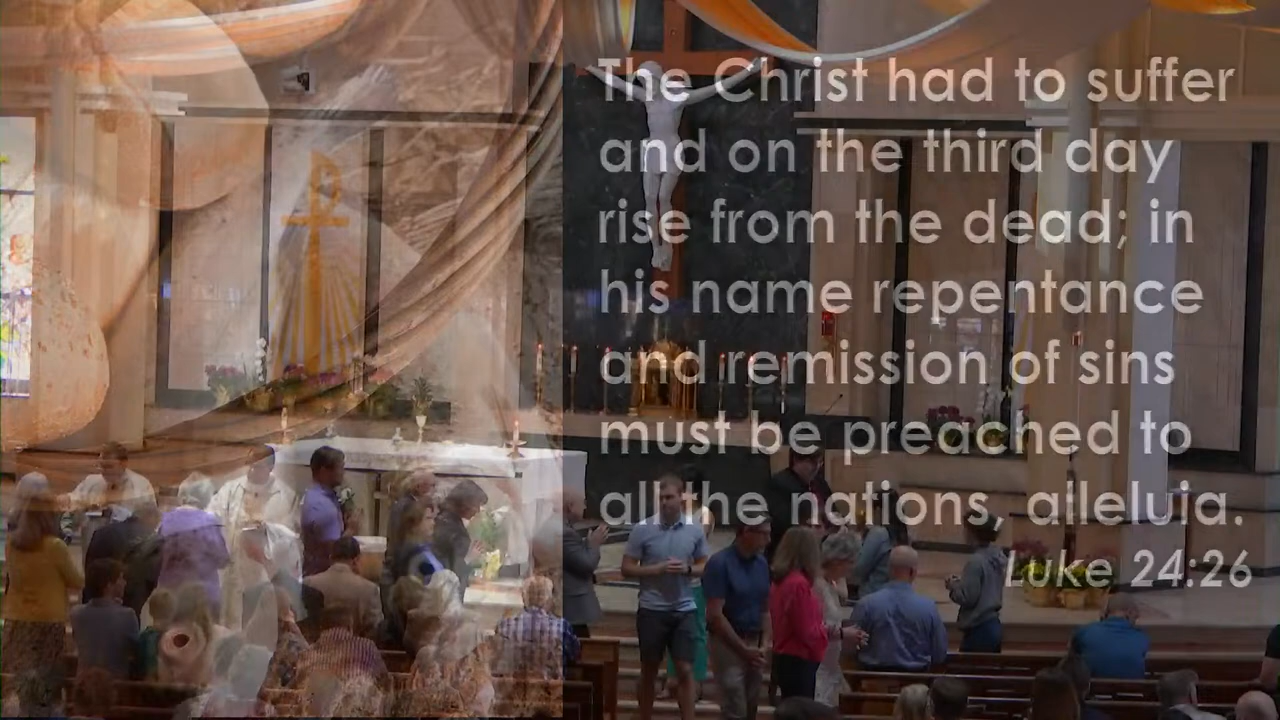 The Christ had to suffer
and on the third day
rise from the dead; in
his name repentance
and remission of sins
must be preached to
all the nations, alleluia.
Luke 24:26